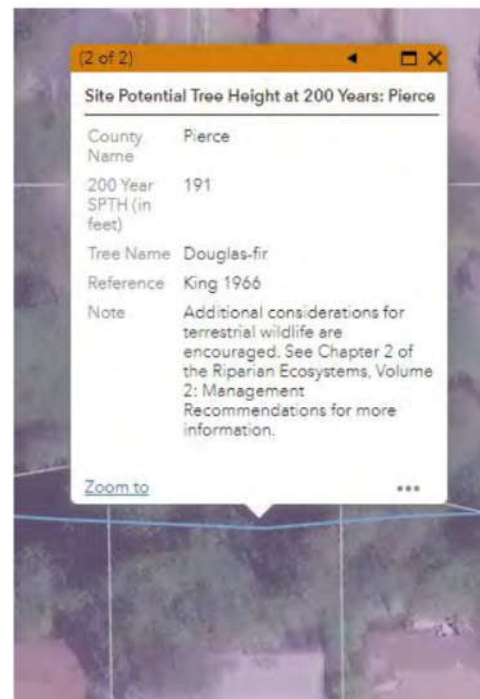 (2 of 2)
Site Potential Tree Height at 200 Years: Pierce
County Name Pierce
200 Year SPTH (in feet) 191
Tree Name Douglas-fir
Reference King 1966
Note Additional considerations for
terrestrial wildlife are
encouraged. See Chapter 2 of
the Riparian Ecosystems, Volume
2: Management
Recommendations for more
information.
Zoom to